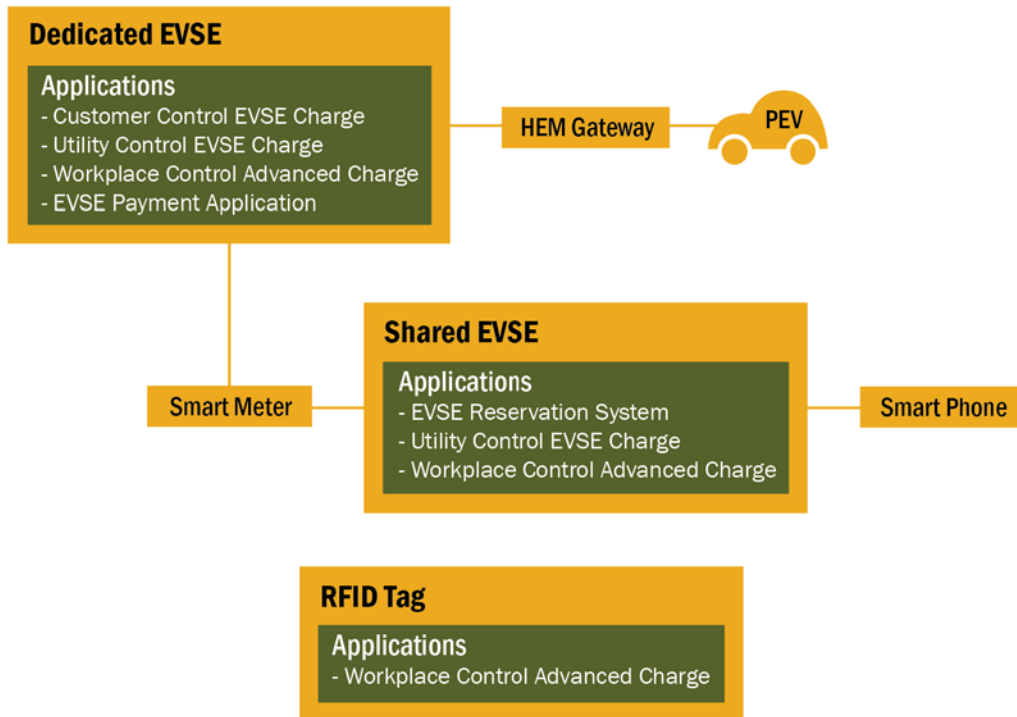 Dedicated EVSE
Applications
- Customer Control EVSE Charge
- Utility Control EVSE Charge
- Workplace Control Advanced Charge
- EVSE Payment Application
HEM Gateway
PEV
Shared EVSE
Applications
- EVSE Reservation System
- Utility Control EVSE Charge
- Workplace Control Advanced Charge
Smart Meter
Smart Phone
RFID Tag
Applications
- Workplace Control Advanced Charge